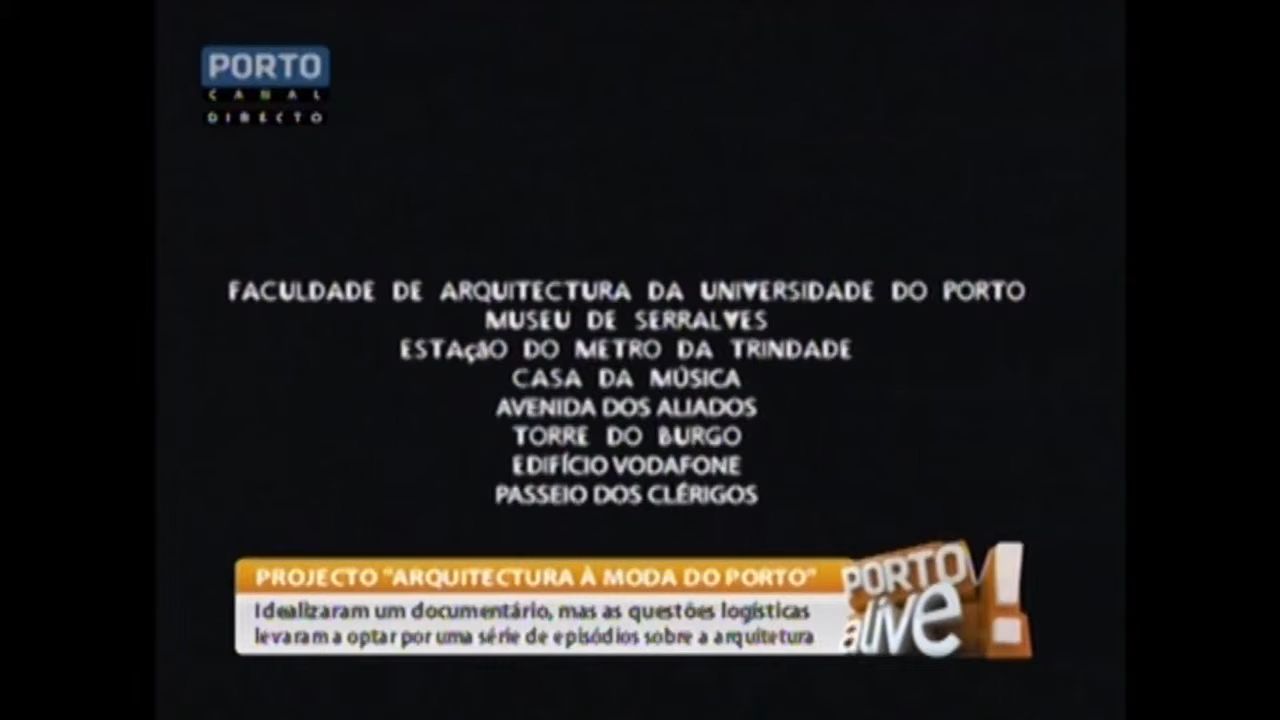 PORTO
CANAL
DIRECTO
FACULDADE DE ARQUITECTURA DA UNIVERSIDADE DO PORTO
MUSEU DE SERRALVES
ESTAçãO DO METRO DA TRINDADE
CASA DA MÚSICA
AVENIDA DOS ALIADOS
TORRE DO BURGO
EDIFÍCIO VODAFONE
PASSEIO DOS CLÉRIGOS
PROJECTO "ARQUITECTURA À MODA DO PORTO"
Idealizaram um documentário, mas as questões logísticas
levaram a optar por uma série de episódios sobre a arquitetura
PORTO
alive!